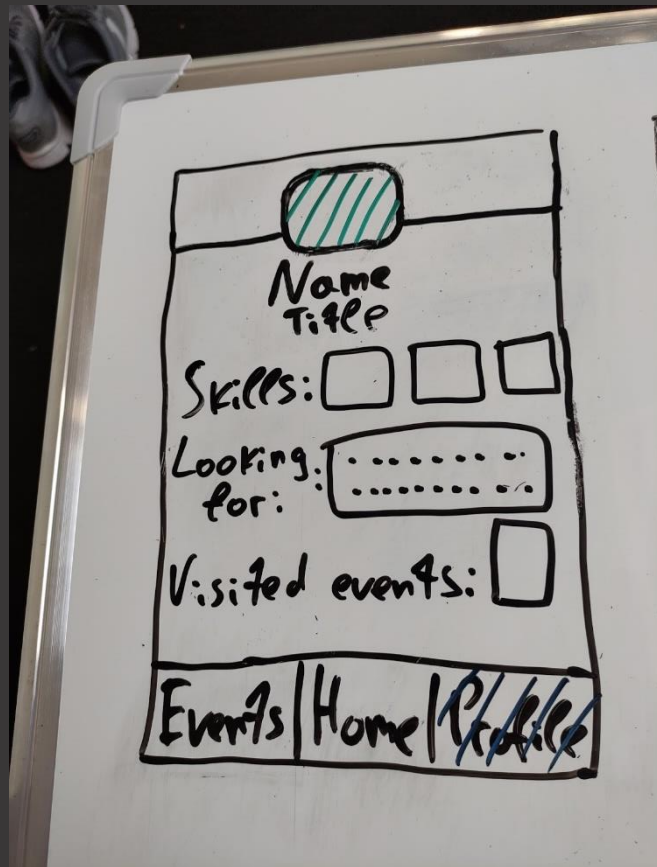 Name
Title
Skills:
Looking
for:
Visited events:
Events Home Profile